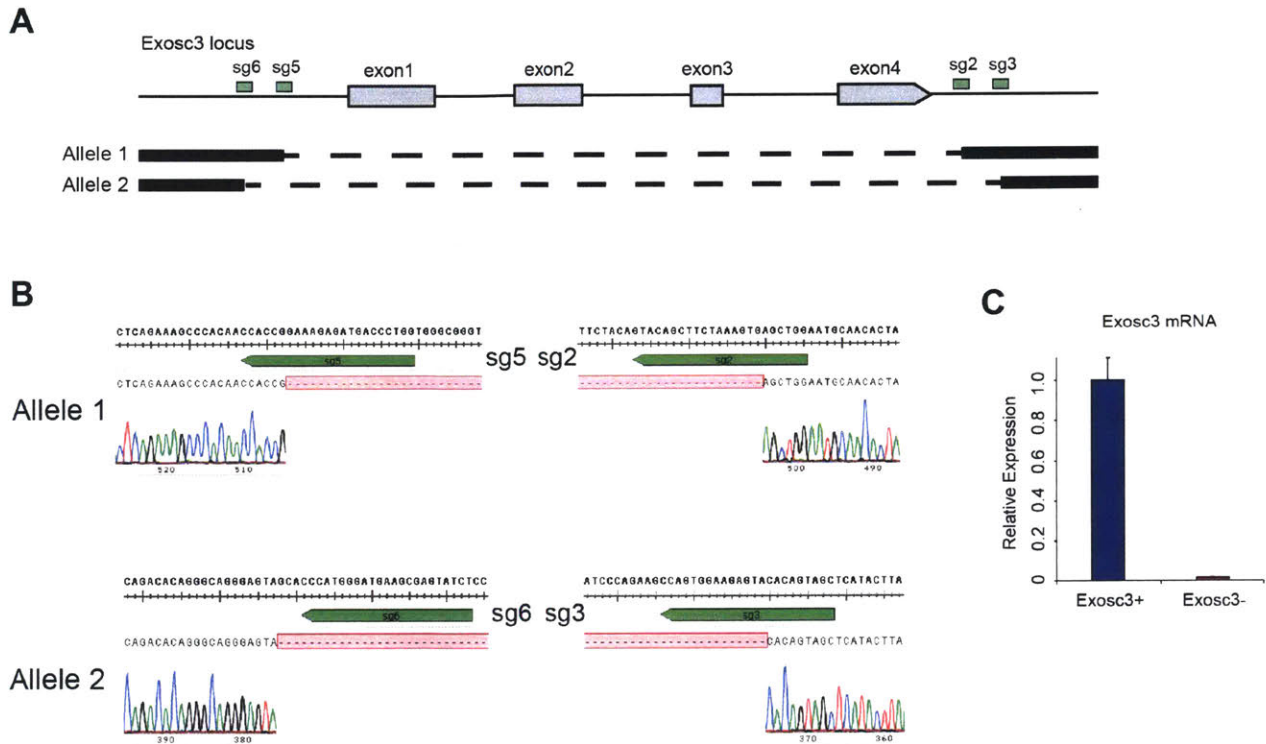 A
Exosc3 locus
sg6 sg5 exon1 exon2 exon3 exon4 sg2 sg3
Allele 1
Allele 2
B
CTCAGAAAGCCCACAACCACCGGAAAGAGATGACCCTGGTGGGCGGGT
TTCTACAGTACAGCTTCTAAAGTGAGCTGGAATGCAACACTA
sg5
sg5 sg2
sg2
CTCAGAAAGCCCACAACCACCG
AGCTGGAATGCAACACTA
Allele 1
520 510
500 490
CAGACACAGGGCAGGGAGTAGCACCCATGGGATGAAGCGAGTATCTCC
ATCCCAGAAGCCAGTGGAAGAGTACACAGTAGCTCATACTTA
sg6
sg6 sg3
sg3
CAGACACAGGGCAGGGAGTA
CACAGTAGCTCATACTTA
Allele 2
390 380
370 360
C
Exosc3 mRNA
Relative Expression
1.0
0.8
0.6
0.4
0.2
0
Exosc3+ Exosc3-